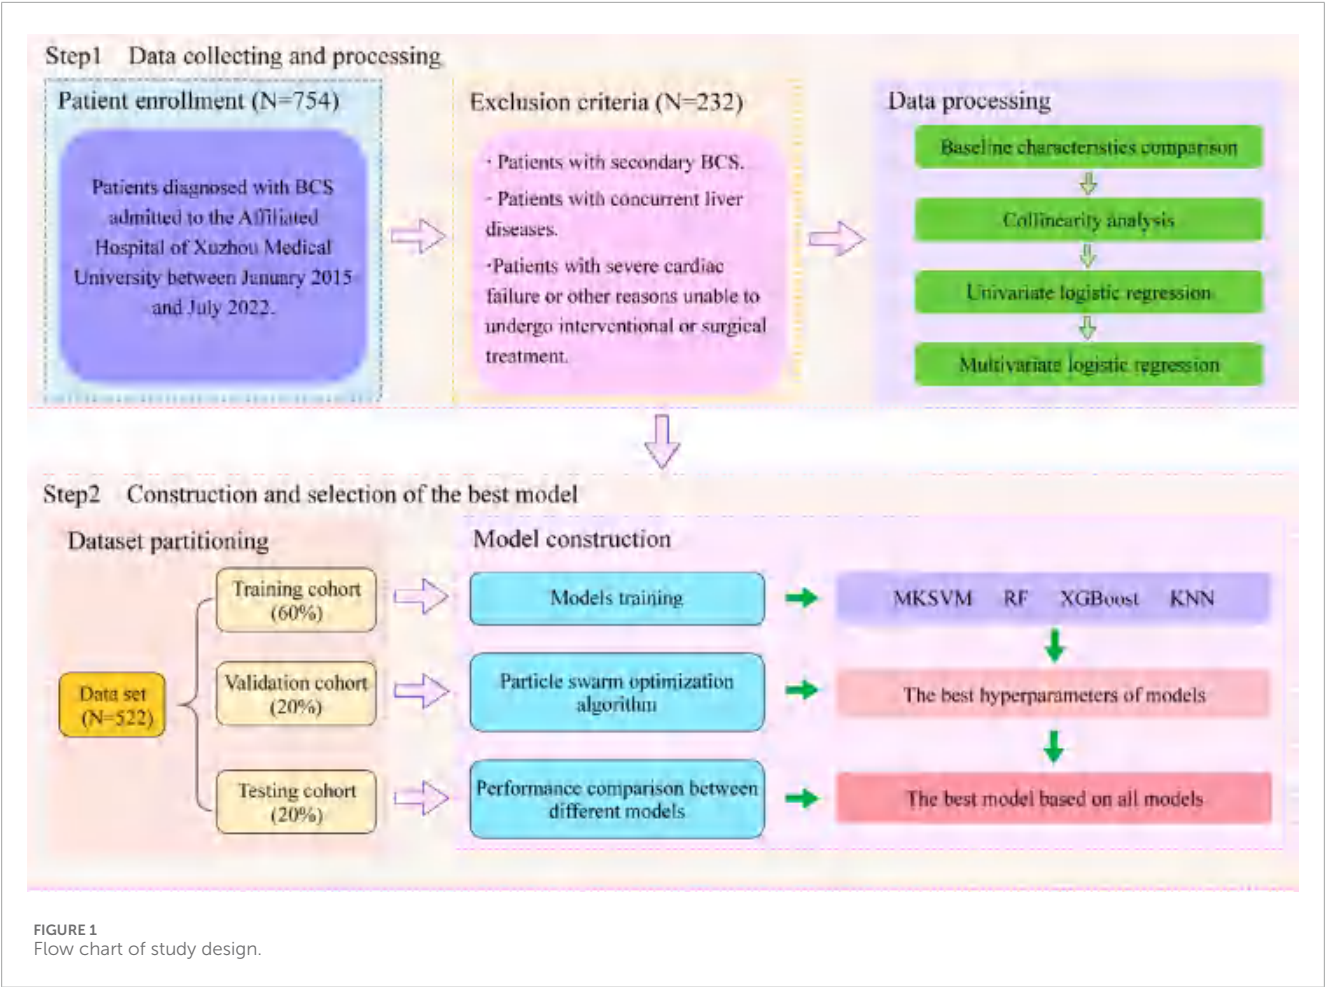 Step1 Data collecting and processing
Patient enrollment (N=754)
Patients diagnosed with BCS
admitted to the Affiliated
Hospital of Xuzhou Medical
University between January 2015
and July 2022.
Exclusion criteria (N=232)
· Patients with secondary BCS.
- Patients with concurrent liver
diseases.
·Patients with severe cardiac
failure or other reasons unable to
undergo interventional or surgical
treatment.
Data processing
Baseline characteristics comparison
Collinearity analysis
Univariate logistic regression
Multivariate logistic regression
Step2 Construction and selection of the best model
Dataset partitioning
Data set
(N=522)
Training cohort
(60%)
Validation cohort
(20%)
Testing cohort
(20%)
Model construction
Models training
MKSVM RF XGBoost KNN
Particle swarm optimization
algorithm
The best hyperparameters of models
Performance comparison between
different models
The best model based on all models
FIGURE 1
Flow chart of study design.